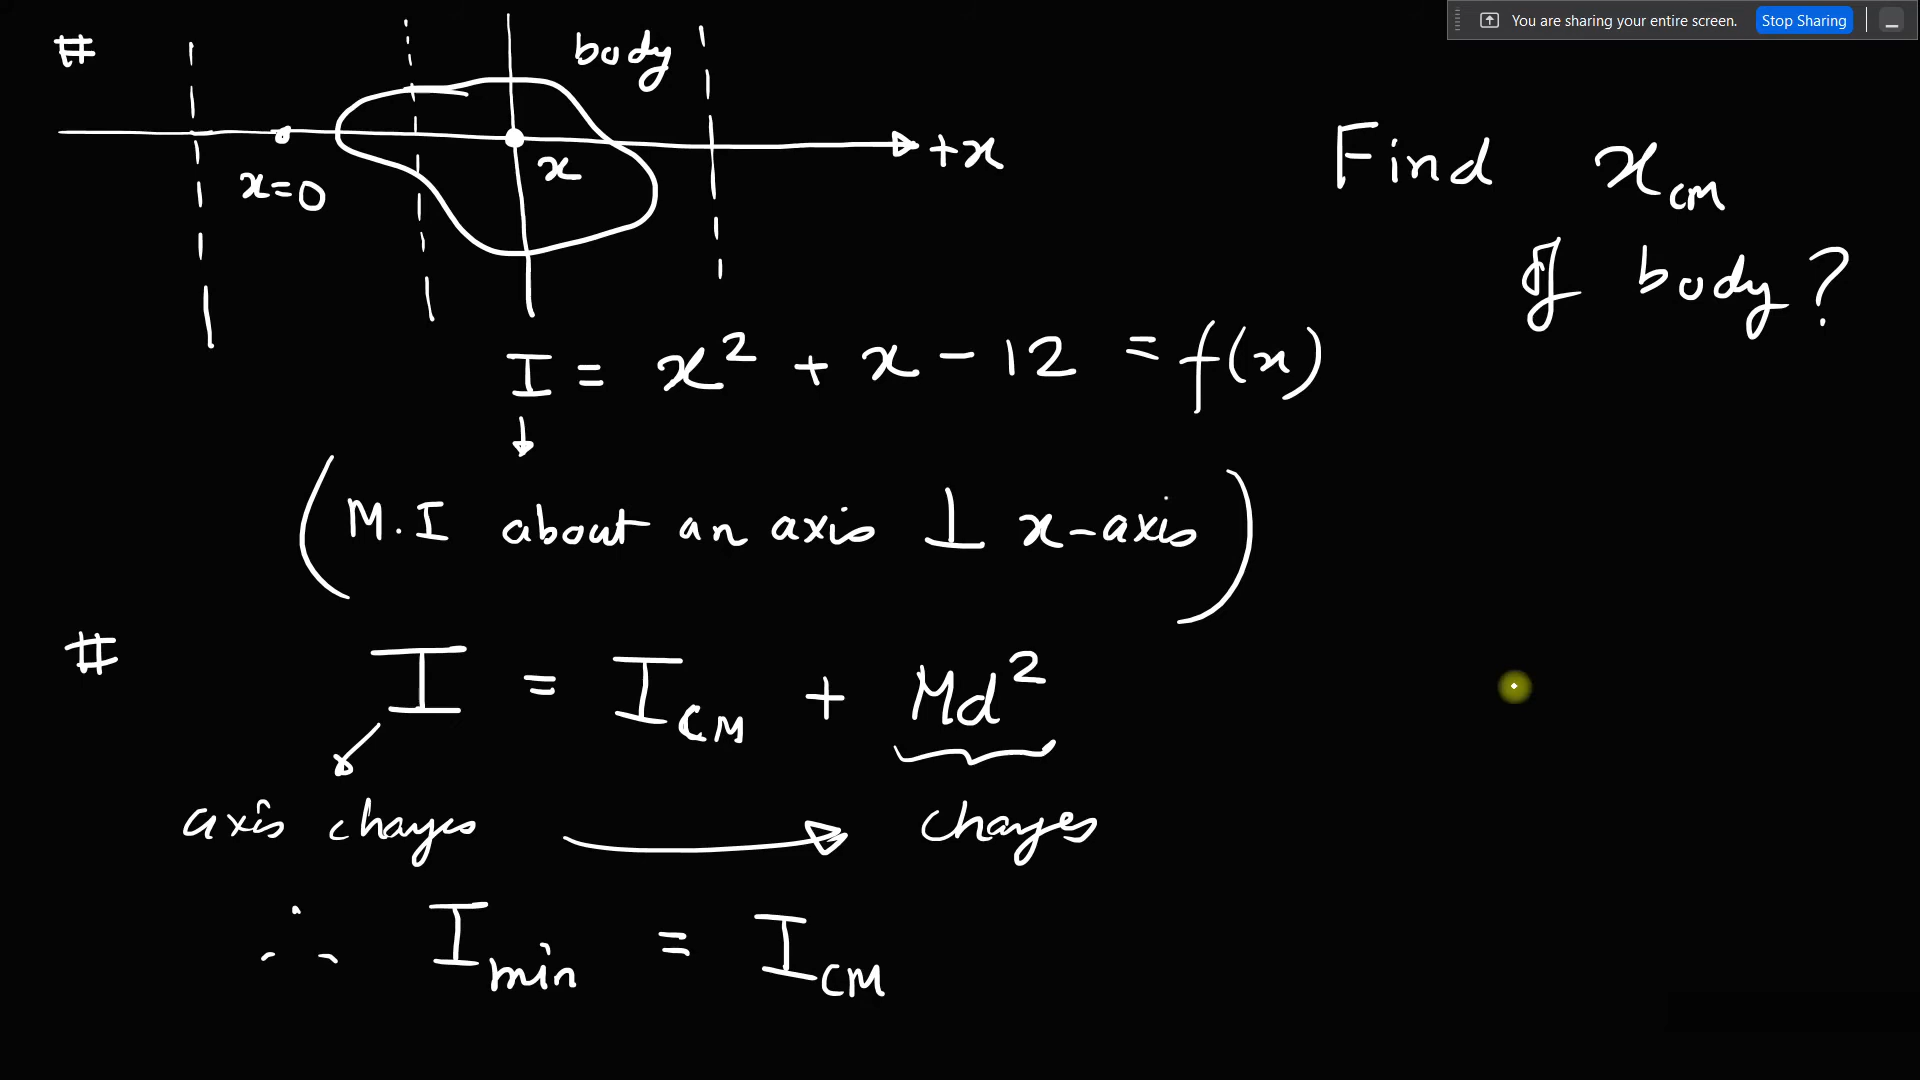 You are sharing your entire screen. Stop Sharing
# body
+x
x=0 x
Find x_cm
of body?
I = x² + x - 12 = f(x)
(M.I about an axis ⊥ x-axis)
# I = I_CM + Md²
axis changes changes
∴ I_min = I_CM